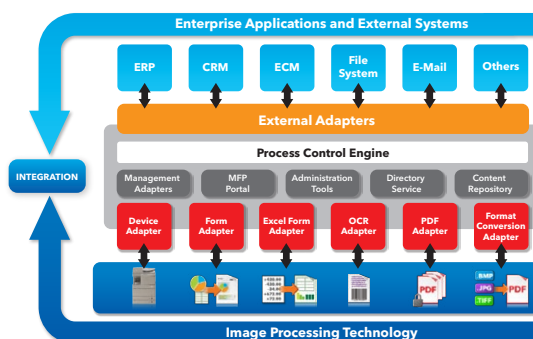 Enterprise Applications and External Systems
ERP
CRM
ECM
File
System
E-Mail
Others
External Adapters
Process Control Engine
INTEGRATION
Management
Adapters
MFP
Portal
Administration
Tools
Directory
Service
Content
Repository
Device
Adapter
Form
Adapter
Excel Form
Adapter
OCR
Adapter
PDF
Adapter
Format
Conversion
Adapter
PDF
BMP
JPG
TIFF
PDF
Image Processing Technology